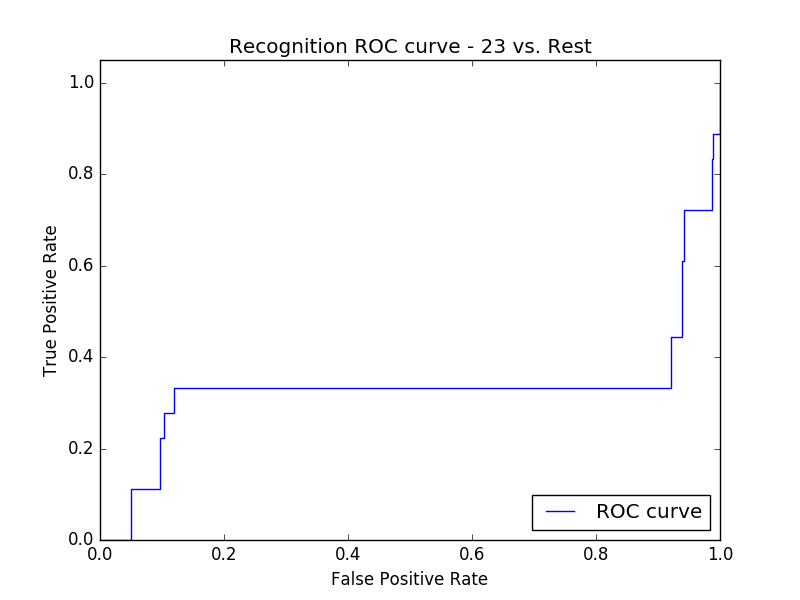 Recognition ROC curve - 23 vs. Rest
1.0
0.8
0.6
0.4
0.2
0.0
True Positive Rate
ROC curve
0.0 0.2 0.4 0.6 0.8 1.0
False Positive Rate